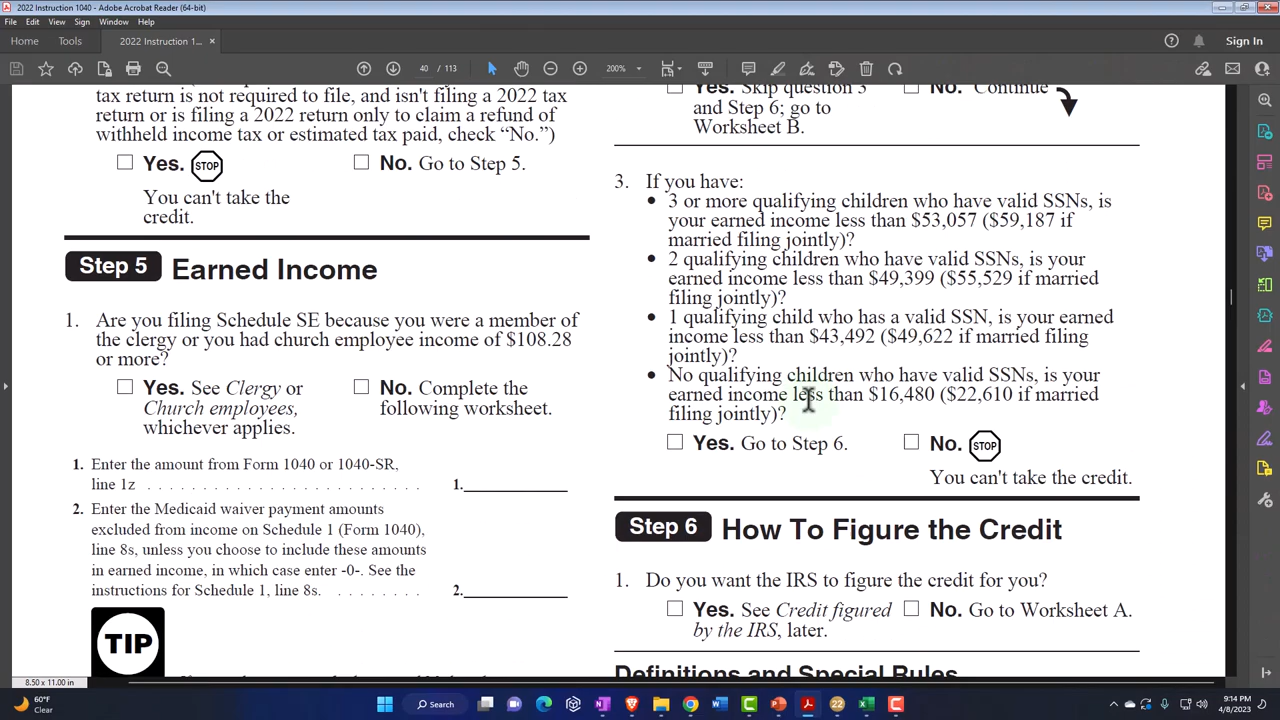 2022 Instruction 1040 - Adobe Acrobat Reader (64-bit)
File Edit View Sign Window Help
Home Tools 2022 Instruction 1... × Sign In
40 / 113 200%
tax return is not required to file, and isn't filing a 2022 tax
return or is filing a 2022 return only to claim a refund of
withheld income tax or estimated tax paid, check “No.”)
Yes. STOP No. Go to Step 5.
You can't take the
credit.
Step 5 Earned Income
1. Are you filing Schedule SE because you were a member of
the clergy or you had church employee income of $108.28
or more?
Yes. See Clergy or No. Complete the
Church employees, following worksheet.
whichever applies.
1. Enter the amount from Form 1040 or 1040-SR,
line 1z . . . . . . . . . . . . . . . . . . . . . . . . 1.
2. Enter the Medicaid waiver payment amounts
excluded from income on Schedule 1 (Form 1040),
line 8s, unless you choose to include these amounts
in earned income, in which case enter -0-. See the
instructions for Schedule 1, line 8s. . . . . . . . . 2.
TIP
Yes. Skip question 3 No. Continue
and Step 6; go to
Worksheet B.
3. If you have:
• 3 or more qualifying children who have valid SSNs, is
your earned income less than $53,057 ($59,187 if
married filing jointly)?
• 2 qualifying children who have valid SSNs, is your
earned income less than $49,399 ($55,529 if married
filing jointly)?
• 1 qualifying child who has a valid SSN, is your earned
income less than $43,492 ($49,622 if married filing
jointly)?
• No qualifying children who have valid SSNs, is your
earned income less than $16,480 ($22,610 if married
filing jointly)?
Yes. Go to Step 6. No. STOP
You can't take the credit.
Step 6 How To Figure the Credit
1. Do you want the IRS to figure the credit for you?
Yes. See Credit figured No. Go to Worksheet A.
by the IRS, later.
Definitions and Special Rules
8.50 x 11.00 in
60°F
Clear
Search
9:14 PM
4/8/2023